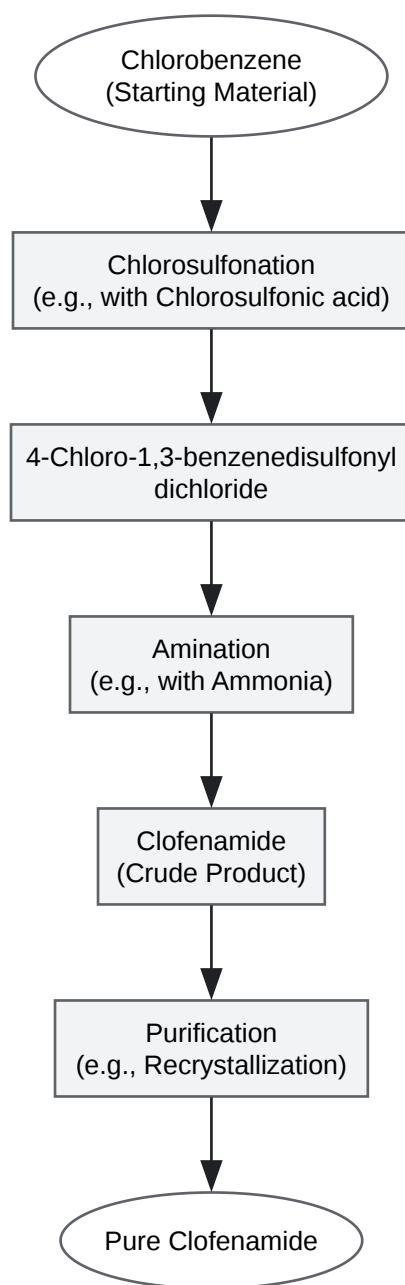 Chlorobenzene
(Starting Material)
Chlorosulfonation
(e.g., with Chlorosulfonic acid)
4-Chloro-1,3-benzenedisulfonyl
dichloride
Amination
(e.g., with Ammonia)
Clofenamide
(Crude Product)
Purification
(e.g., Recrystallization)
Pure Clofenamide